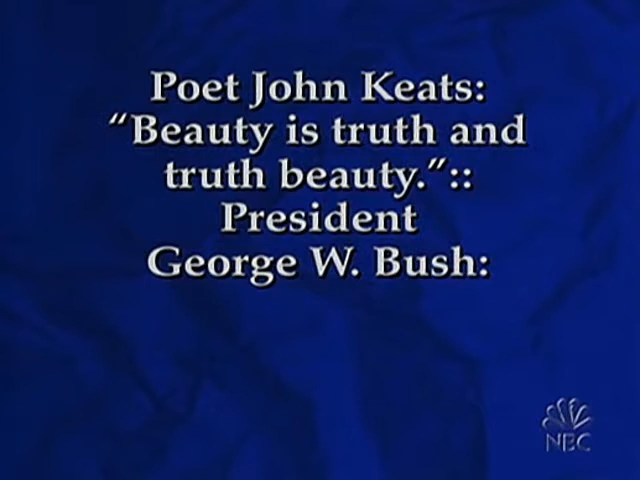 Poet John Keats:
“Beauty is truth and
truth beauty.”::
President
George W. Bush:
NBC